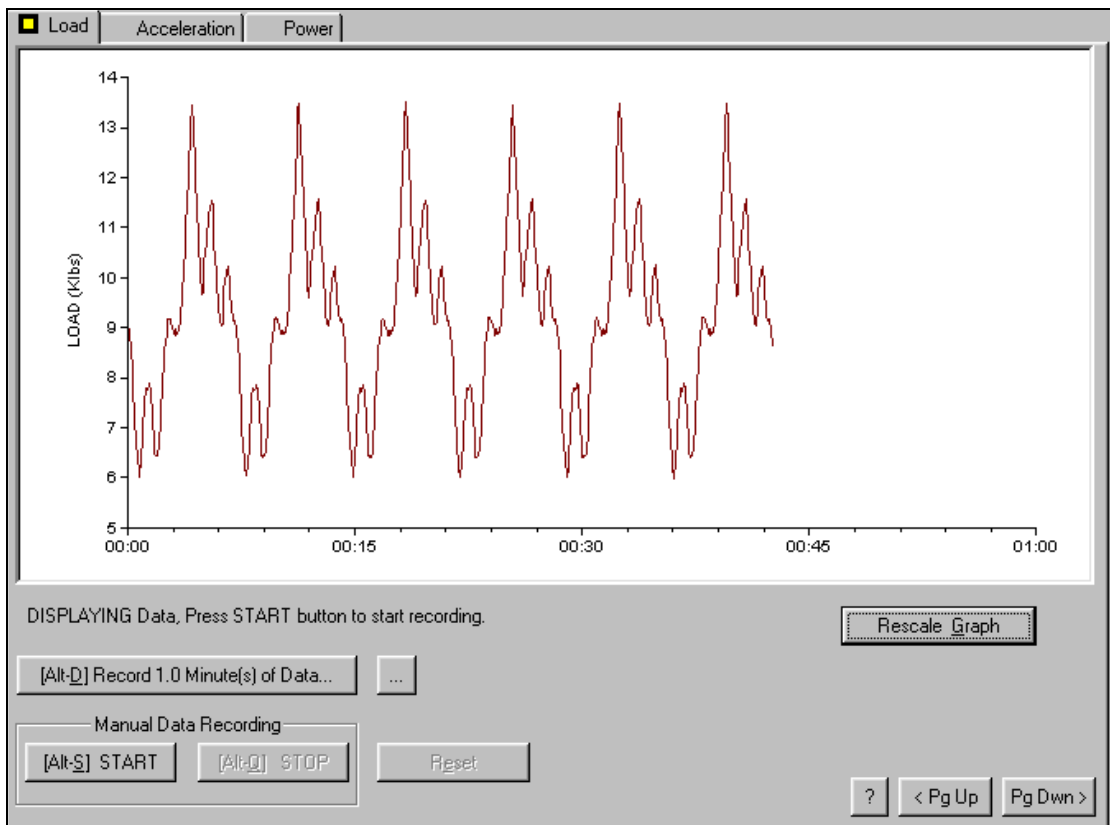 Load Acceleration Power
14
13
12
11
10
9
8
7
6
5
LOAD (Klbs)
00:00 00:15 00:30 00:45 01:00
DISPLAYING Data, Press START button to start recording.
Rescale Graph
[Alt-D] Record 1.0 Minute(s) of Data... ...
Manual Data Recording
[Alt-S] START [Alt-Q] STOP Reset
? < Pg Up Pg Dwn >